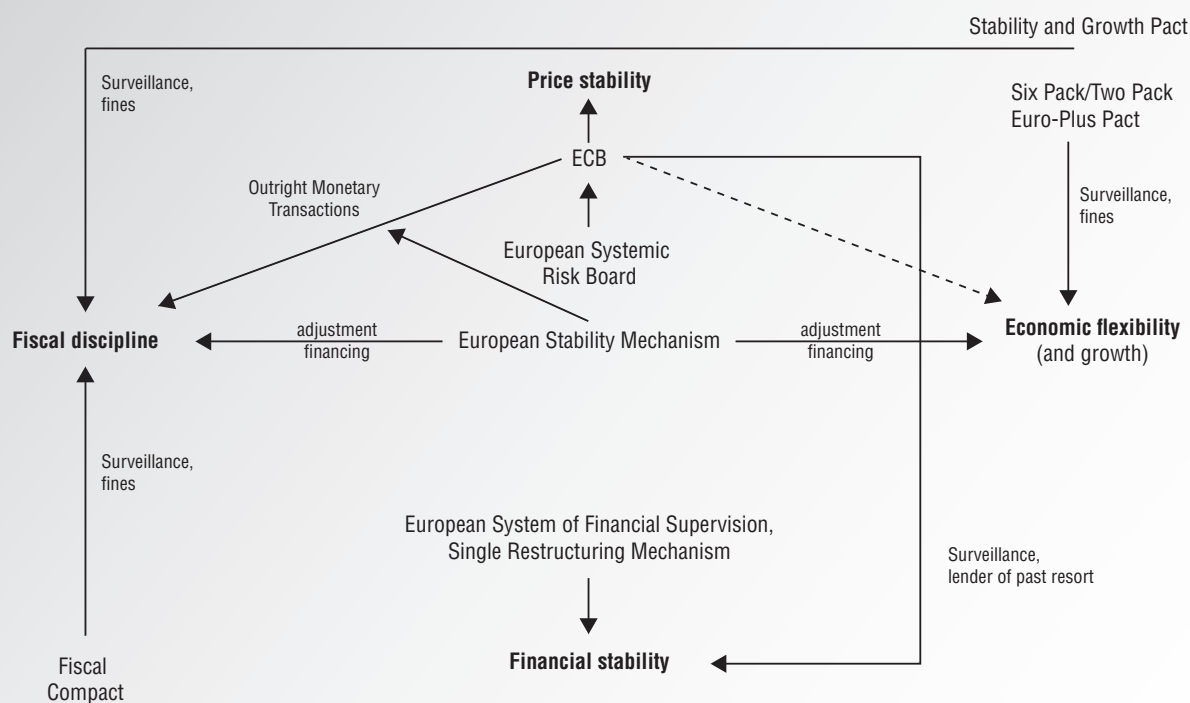 Stability and Growth Pact
Surveillance,
fines
Price stability
Six Pack/Two Pack
Euro-Plus Pact
ECB
Outright Monetary
Transactions
Surveillance,
fines
European Systemic
Risk Board
Fiscal discipline
adjustment
financing
European Stability Mechanism
adjustment
financing
Economic flexibility
(and growth)
Surveillance,
fines
European System of Financial Supervision,
Single Restructuring Mechanism
Surveillance,
lender of past resort
Financial stability
Fiscal
Compact